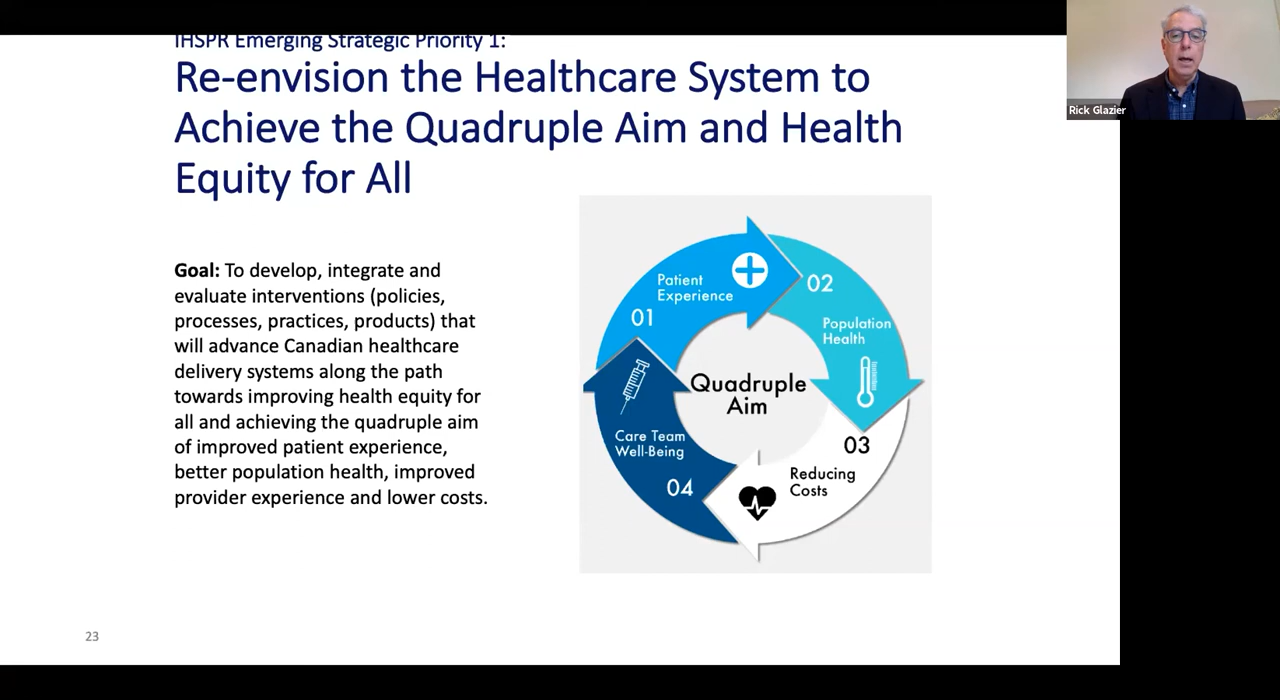 IHSPR Emerging Strategic Priority 1:
Re-envision the Healthcare System to
Achieve the Quadruple Aim and Health
Equity for All
Goal: To develop, integrate and
evaluate interventions (policies,
processes, practices, products) that
will advance Canadian healthcare
delivery systems along the path
towards improving health equity for
all and achieving the quadruple aim
of improved patient experience,
better population health, improved
provider experience and lower costs.
Patient
Experience
01
02
Population
Health
03
Reducing
Costs
Care Team
Well-Being
04
Quadruple
Aim
23
Rick Glazier